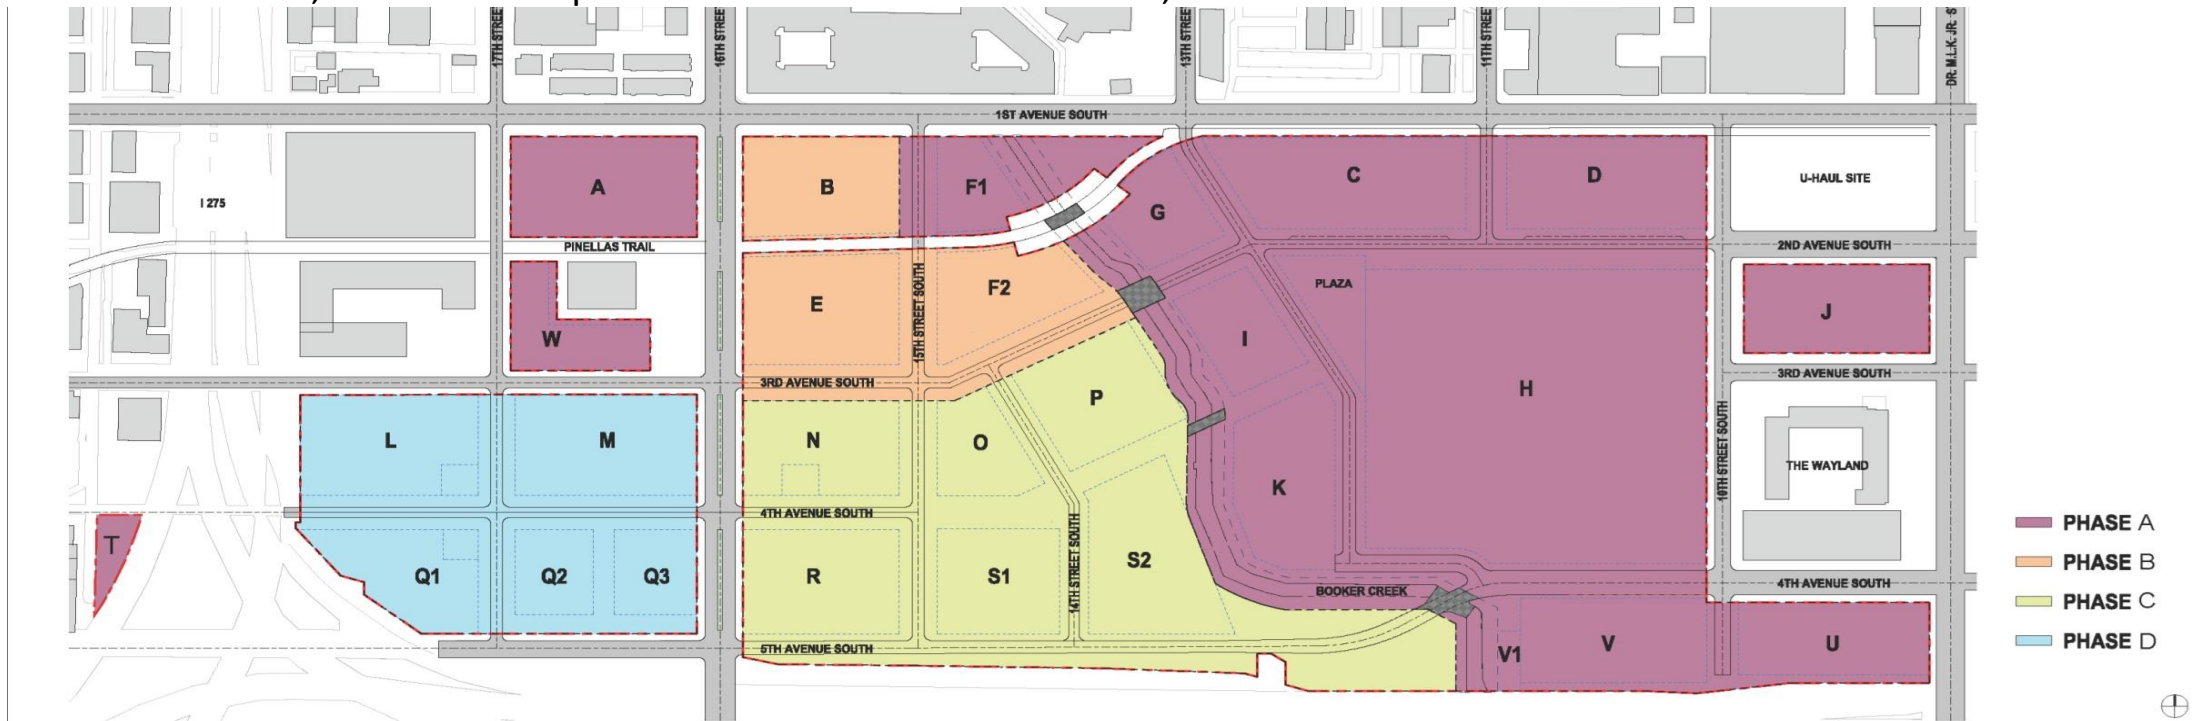 17TH STREET
16TH STREET
13TH STREET
11TH STREET
DR. M.L.K. JR. S
1ST AVENUE SOUTH
A
B
F1
G
C
D
U-HAUL SITE
I 275
PINELLAS TRAIL
2ND AVENUE SOUTH
W
E
15TH STREET SOUTH
F2
PLAZA
I
H
J
3RD AVENUE SOUTH
3RD AVENUE SOUTH
L
M
N
O
P
K
10TH STREET SOUTH
THE WAYLAND
T
4TH AVENUE SOUTH
14TH STREET SOUTH
Q1
Q2
Q3
R
S1
S2
BOOKER CREEK
4TH AVENUE SOUTH
5TH AVENUE SOUTH
V1
V
U
PHASE A
PHASE B
PHASE C
PHASE D